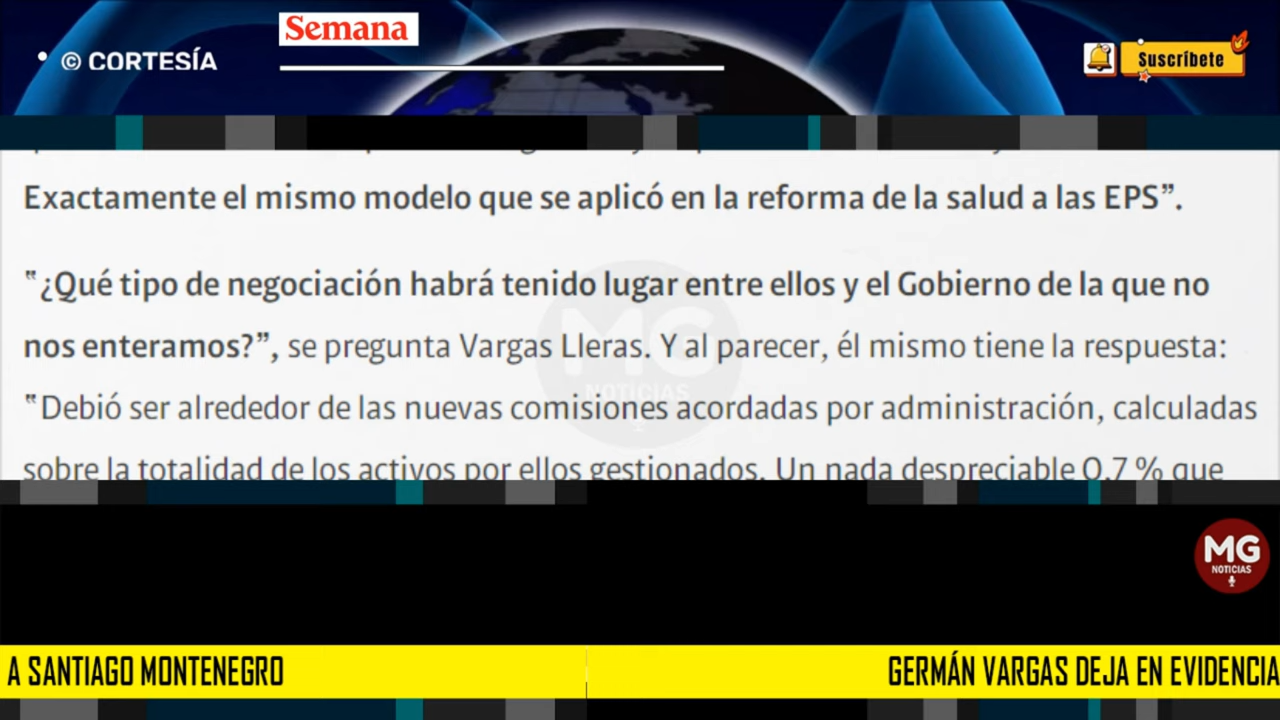 Semana
© CORTESÍA
Suscríbete
Exactamente el mismo modelo que se aplicó en la reforma de la salud a las EPS”.
“¿Qué tipo de negociación habrá tenido lugar entre ellos y el Gobierno de la que no
nos enteramos?”, se pregunta Vargas Lleras. Y al parecer, él mismo tiene la respuesta:
“Debió ser alrededor de las nuevas comisiones acordadas por administración, calculadas
sobre la totalidad de los activos por ellos gestionados. Un nada despreciable 0,7 % que
MG
NOTICIAS
MG
NOTICIAS
A SANTIAGO MONTENEGRO
GERMÁN VARGAS DEJA EN EVIDENCIA